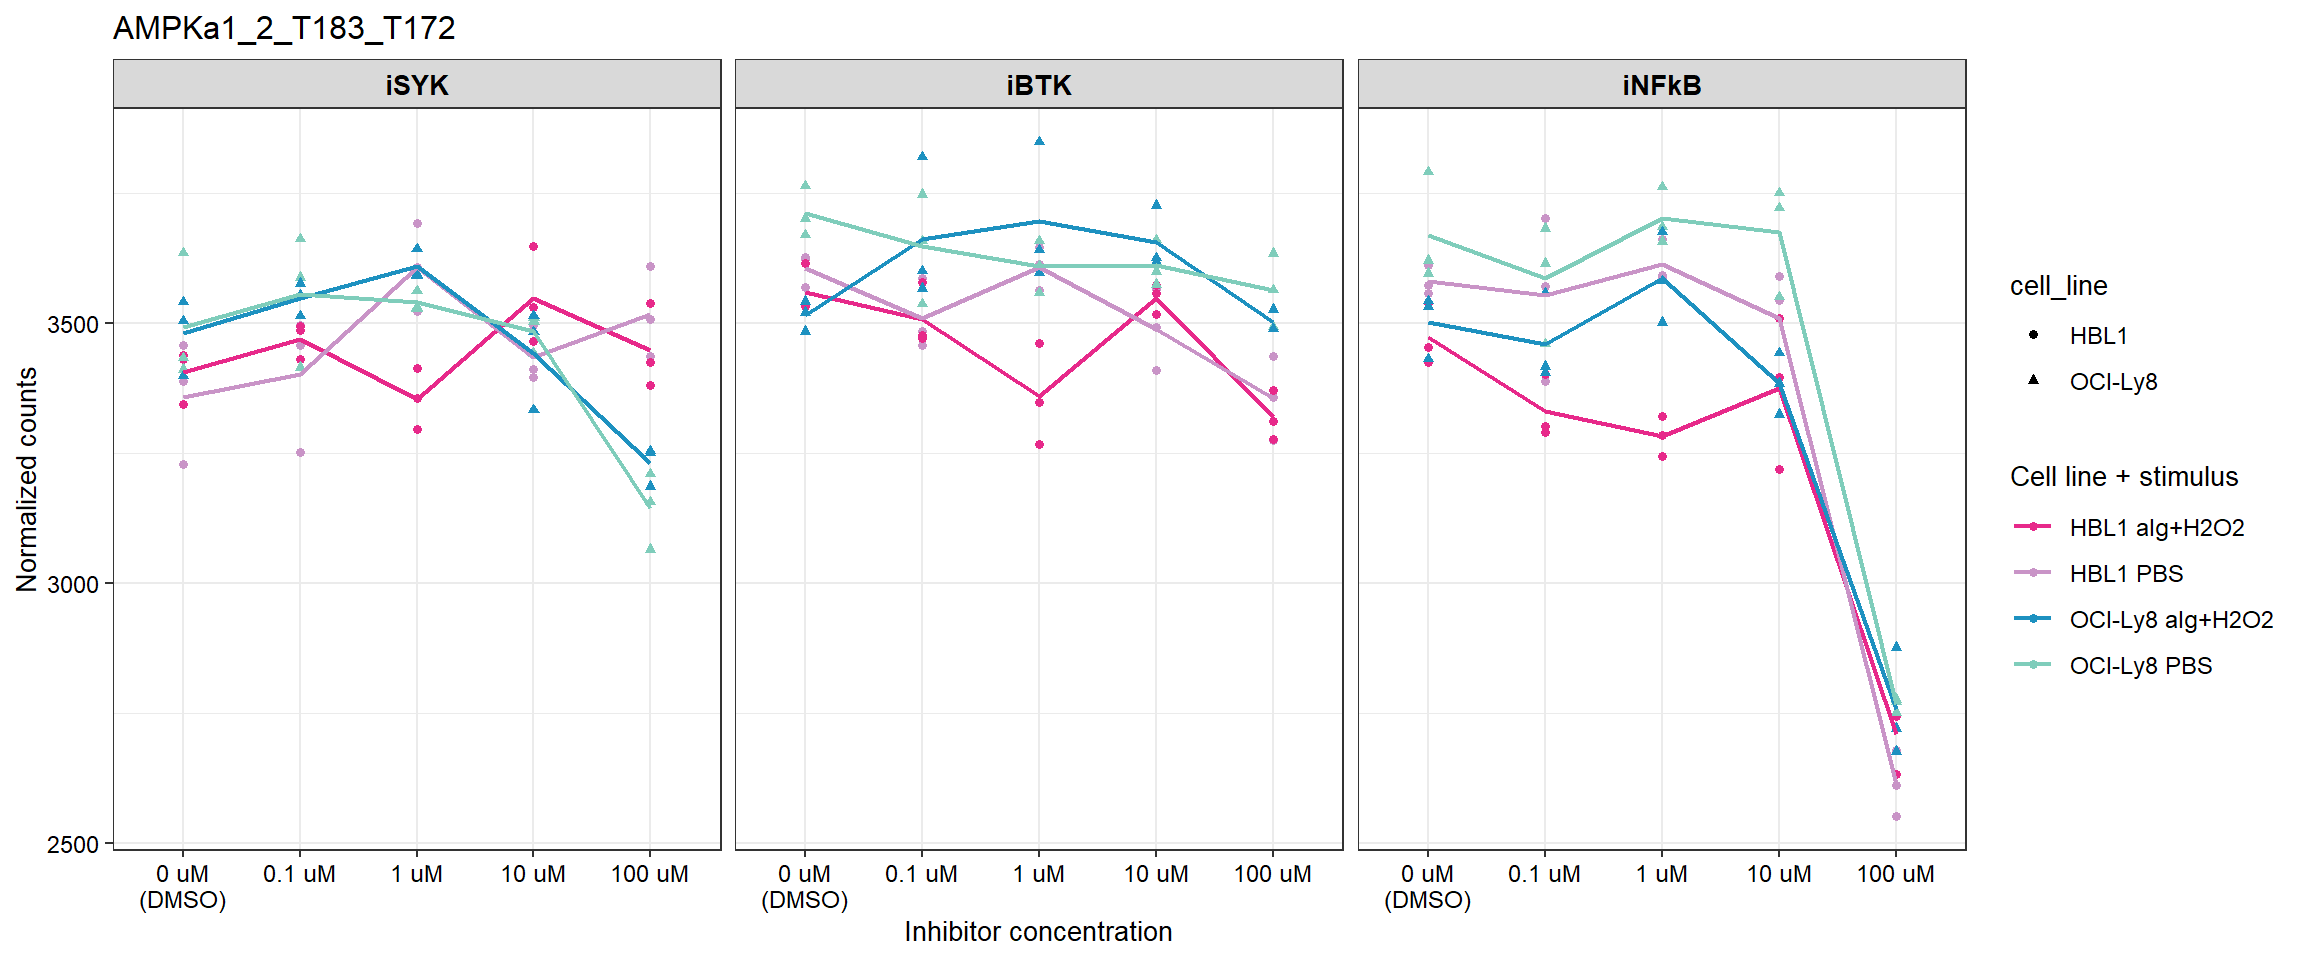 AMPKa1_2_T183_T172
iSYK
iBTK
iNFkB
Normalized counts
3500
3000
2500
0 uM
(DMSO)
0.1 uM
1 uM
10 uM
100 uM
0 uM
(DMSO)
0.1 uM
1 uM
10 uM
100 uM
0 uM
(DMSO)
0.1 uM
1 uM
10 uM
100 uM
Inhibitor concentration
cell_line
HBL1
OCI-Ly8
Cell line + stimulus
HBL1 aIg+H2O2
HBL1 PBS
OCI-Ly8 aIg+H2O2
OCI-Ly8 PBS